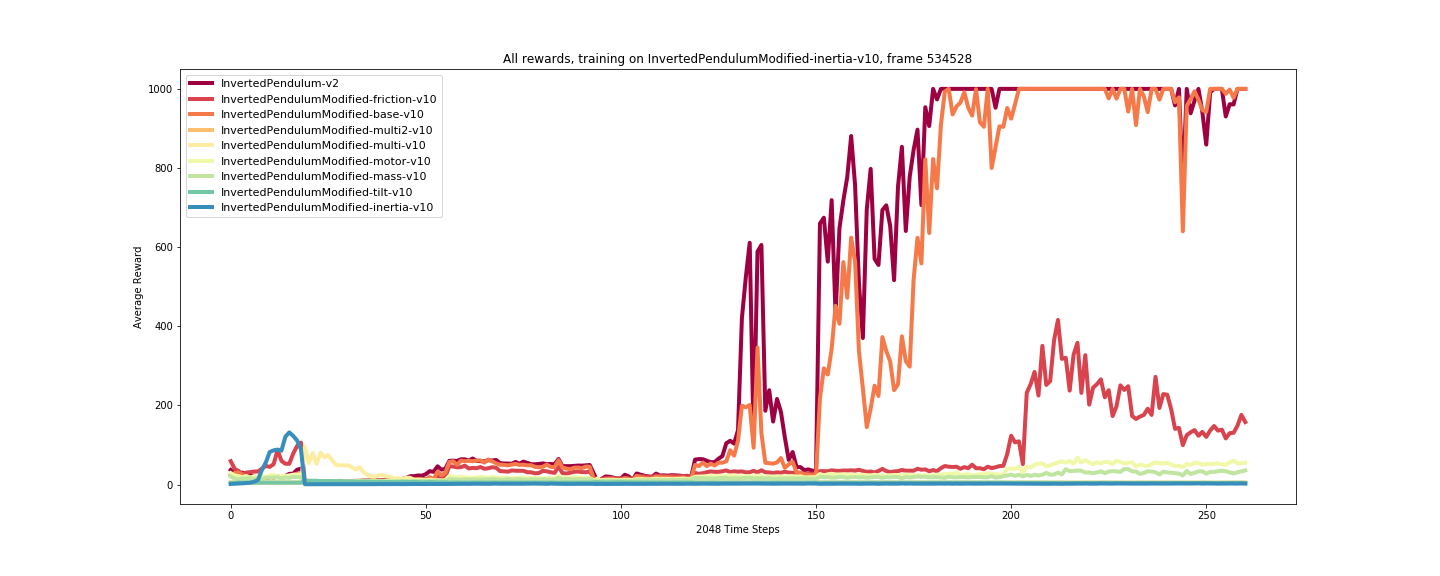 All rewards, training on InvertedPendulumModified-inertia-v10, frame 534528
InvertedPendulum-v2
InvertedPendulumModified-friction-v10
InvertedPendulumModified-base-v10
InvertedPendulumModified-multi2-v10
InvertedPendulumModified-multi-v10
InvertedPendulumModified-motor-v10
InvertedPendulumModified-mass-v10
InvertedPendulumModified-tilt-v10
InvertedPendulumModified-inertia-v10
1000
800
600
400
200
0
Average Reward
0 50 100 150 200 250
2048 Time Steps